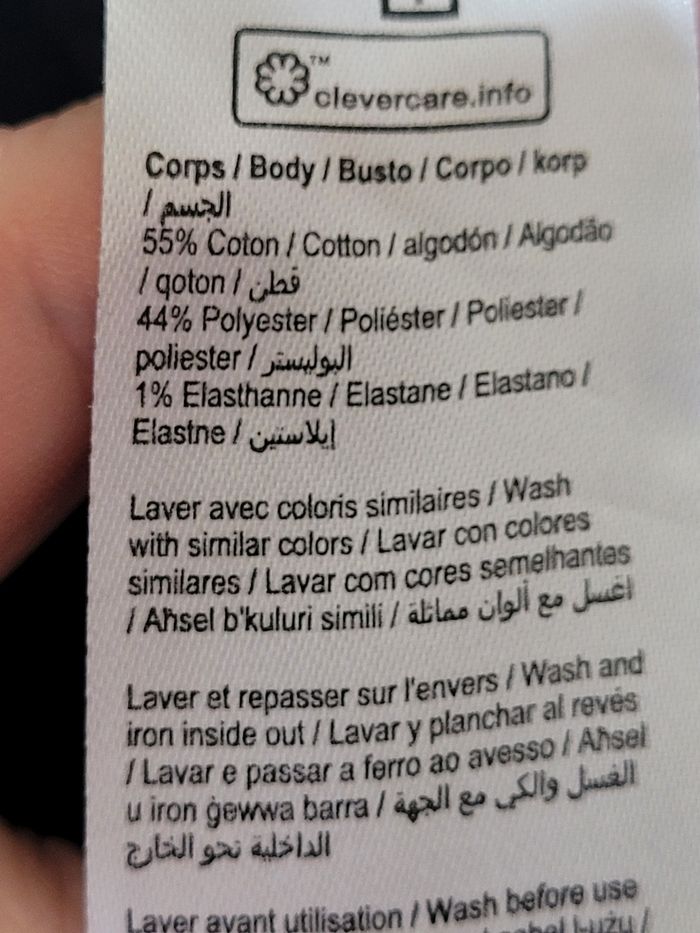 TM
clevercare.info
Corps / Body / Busto / Corpo / korp
/ الجسم
55% Coton / Cotton / algodón / Algodão
/ qoton / قطن
44% Polyester / Poliéster / Poliester /
poliester / البوليستر
1% Elasthanne / Elastane / Elastano /
Elastne / إيلاستين
Laver avec coloris similaires / Wash
with similar colors / Lavar con colores
similares / Lavar com cores semelhantes
/ Aħsel b'kuluri simili / اغسل مع ألوان مماثلة
Laver et repasser sur l'envers / Wash and
iron inside out / Lavar y planchar al revés
/ Lavar e passar a ferro ao avesso / Aħsel
u iron ġewwa barra / الغسل والكي مع الجهة
الداخلية نحو الخارج
Laver avant utilisation / Wash before use